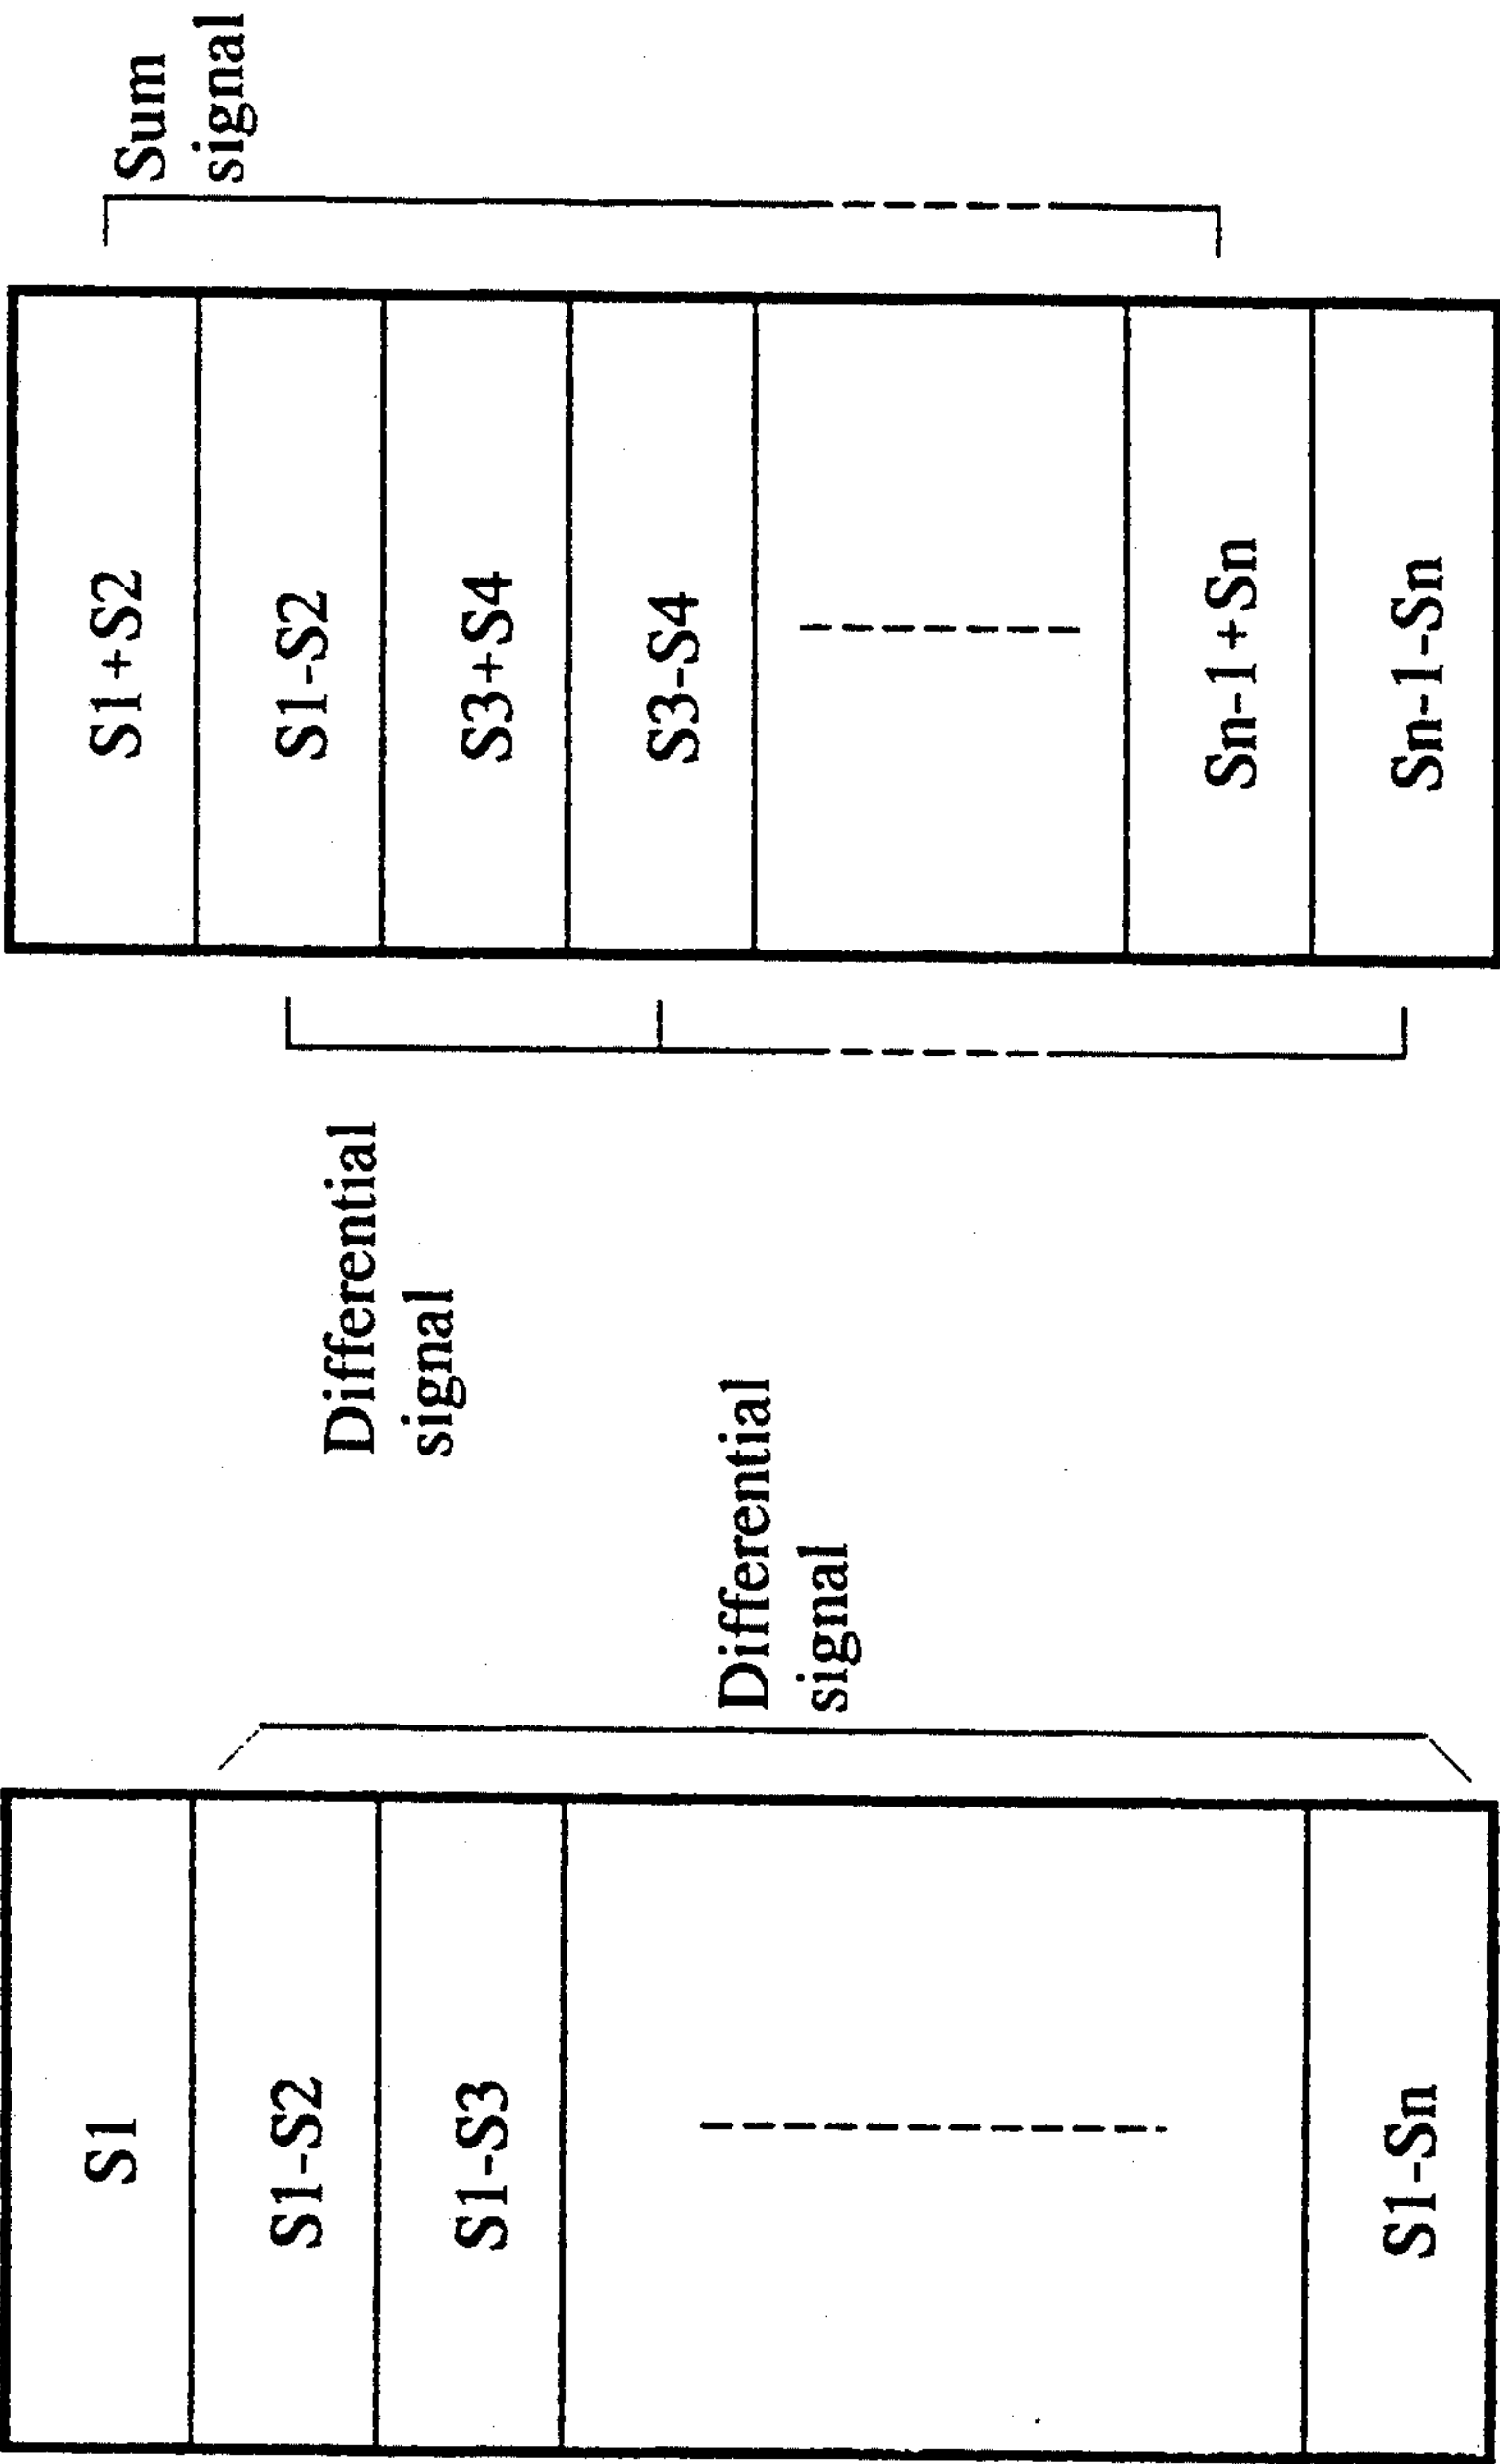 S1+S2
S1-S2
S3+S4
S3-S4
Sn-1+Sn
Sn-1-Sn
Sum
signal
Differential
signal
S1
S1-S2
S1-S3
S1-Sn
Differential
signal